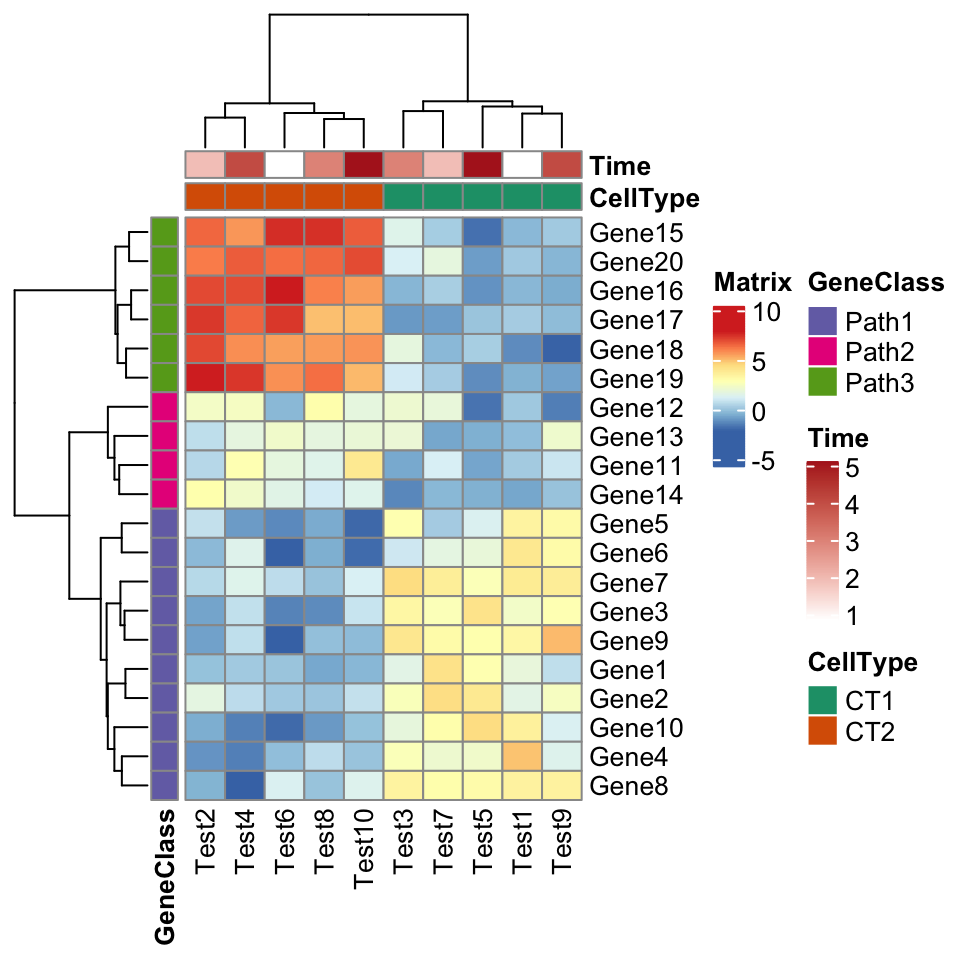 Time
CellType
Gene15
Gene20
Gene16
Gene17
Gene18
Gene19
Gene12
Gene13
Gene11
Gene14
Gene5
Gene6
Gene7
Gene3
Gene9
Gene1
Gene2
Gene10
Gene4
Gene8
GeneClass
Test2
Test4
Test6
Test8
Test10
Test3
Test7
Test5
Test1
Test9
Matrix
10
5
0
-5
GeneClass
Path1
Path2
Path3
Time
5
4
3
2
1
CellType
CT1
CT2